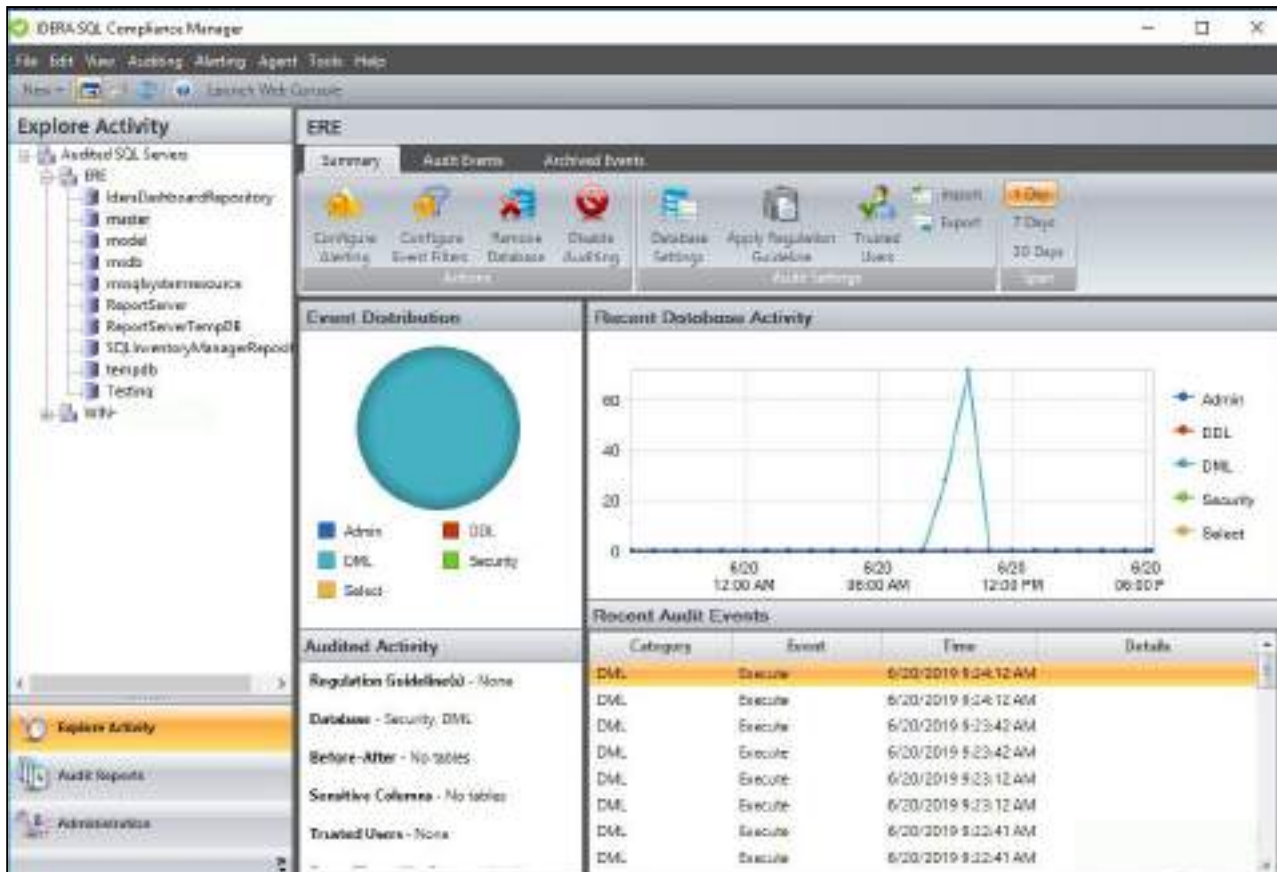 IDERA SQL Compliance Manager
File Edit View Auditing Alerting Agent Tools Help
New Launch Web Console
Explore Activity
Audited SQL Servers
ERE
IderaDashboardRepository
master
model
msdb
mssqlsystemresource
ReportServer
ReportServerTempDB
SQLInventoryManagerReposit
tempdb
Testing
WIN-
Explore Activity
Audit Reports
Administration
ERE
Summary Audit Events Archived Events
Configure Alerting
Configure Event Filters
Remove Database
Disable Auditing
Actions
Database Settings
Apply Regulation Guideline
Trusted Users
Import
Export
Audit Settings
1 Day
7 Days
30 Days
Span
Event Distribution
Admin DDL
DML Security
Select
Recent Database Activity
60
40
20
0
6/20 12:00 AM
6/20 06:00 AM
6/20 12:00 PM
6/20 06:00 P
Admin
DDL
DML
Security
Select
Audited Activity
Regulation Guideline(s) - None
Database - Security, DML
Before-After - No tables
Sensitive Columns - No tables
Trusted Users - None
Recent Audit Events
Category Event Time Details
DML Execute 6/20/2019 9:24:12 AM
DML Execute 6/20/2019 9:24:12 AM
DML Execute 6/20/2019 9:23:42 AM
DML Execute 6/20/2019 9:23:42 AM
DML Execute 6/20/2019 9:23:12 AM
DML Execute 6/20/2019 9:23:12 AM
DML Execute 6/20/2019 9:22:41 AM
DML Execute 6/20/2019 9:22:41 AM